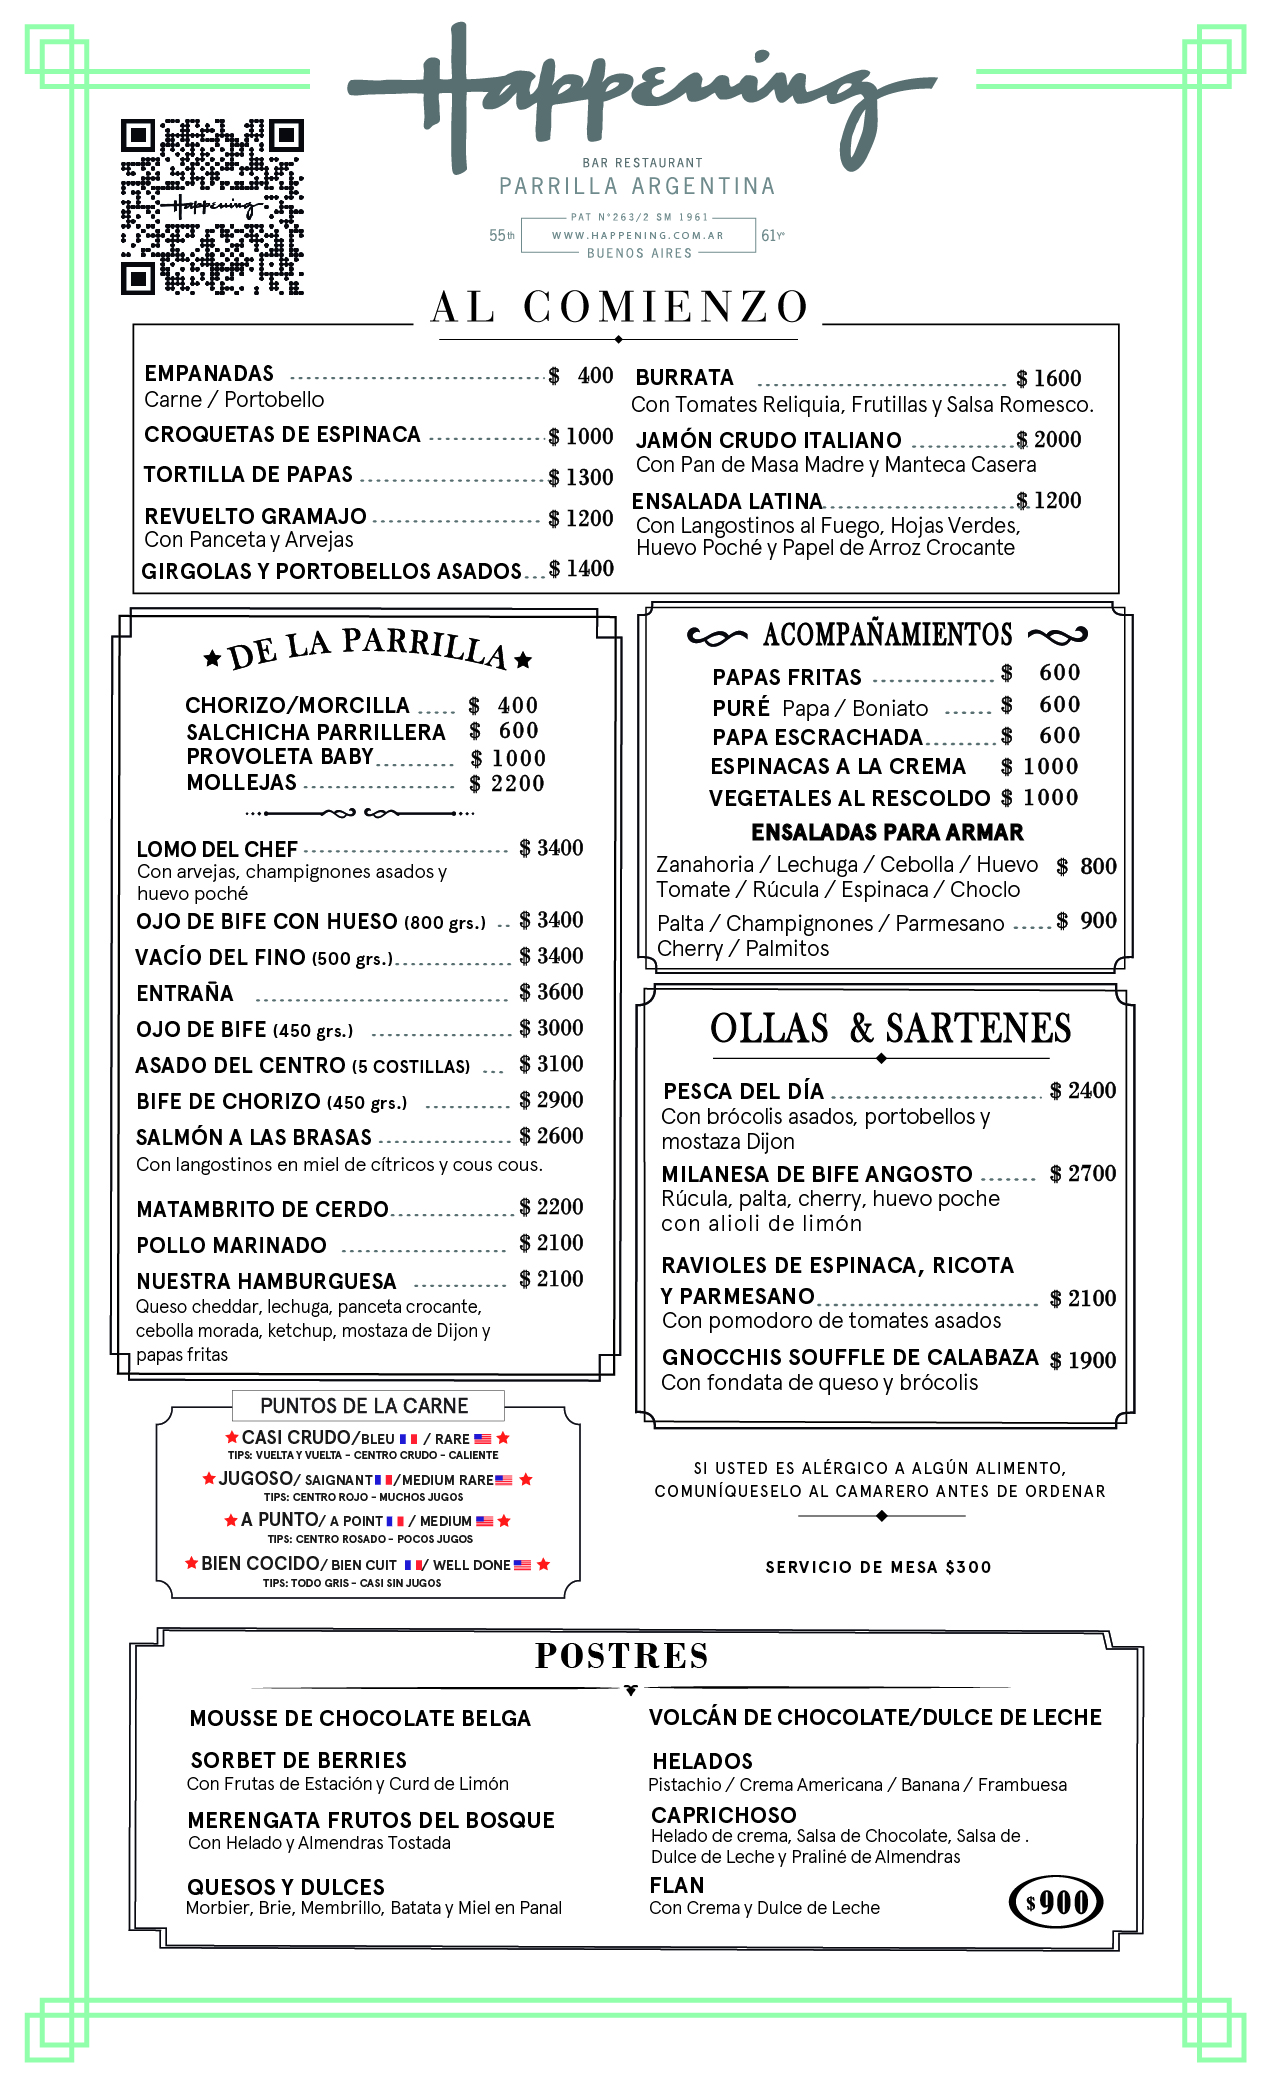 Happening
BAR RESTAURANT
PARRILLA ARGENTINA
PAT N°263/2 SM 1961
55th WWW.HAPPENING.COM.AR 61Yº
BUENOS AIRES
Happening
AL COMIENZO
EMPANADAS $ 400
Carne / Portobello
CROQUETAS DE ESPINACA $ 1000
TORTILLA DE PAPAS $ 1300
REVUELTO GRAMAJO $ 1200
Con Panceta y Arvejas
GIRGOLAS Y PORTOBELLOS ASADOS $ 1400
BURRATA $ 1600
Con Tomates Reliquia, Frutillas y Salsa Romesco.
JAMÓN CRUDO ITALIANO $ 2000
Con Pan de Masa Madre y Manteca Casera
ENSALADA LATINA $ 1200
Con Langostinos al Fuego, Hojas Verdes,
Huevo Poché y Papel de Arroz Crocante
DE LA PARRILLA
CHORIZO/MORCILLA $ 400
SALCHICHA PARRILLERA $ 600
PROVOLETA BABY $ 1000
MOLLEJAS $ 2200
LOMO DEL CHEF $ 3400
Con arvejas, champignones asados y
huevo poché
OJO DE BIFE CON HUESO (800 grs.) $ 3400
VACÍO DEL FINO (500 grs.) $ 3400
ENTRAÑA $ 3600
OJO DE BIFE (450 grs.) $ 3000
ASADO DEL CENTRO (5 COSTILLAS) $ 3100
BIFE DE CHORIZO (450 grs.) $ 2900
SALMÓN A LAS BRASAS $ 2600
Con langostinos en miel de cítricos y cous cous.
MATAMBRITO DE CERDO $ 2200
POLLO MARINADO $ 2100
NUESTRA HAMBURGUESA $ 2100
Queso cheddar, lechuga, panceta crocante,
cebolla morada, ketchup, mostaza de Dijon y
papas fritas
ACOMPAÑAMIENTOS
PAPAS FRITAS $ 600
PURÉ Papa / Boniato $ 600
PAPA ESCRACHADA $ 600
ESPINACAS A LA CREMA $ 1000
VEGETALES AL RESCOLDO $ 1000
ENSALADAS PARA ARMAR
Zanahoria / Lechuga / Cebolla / Huevo $ 800
Tomate / Rúcula / Espinaca / Choclo
Palta / Champignones / Parmesano $ 900
Cherry / Palmitos
OLLAS & SARTENES
PESCA DEL DÍA $ 2400
Con brócolis asados, portobellos y
mostaza Dijon
MILANESA DE BIFE ANGOSTO $ 2700
Rúcula, palta, cherry, huevo poche
con alioli de limón
RAVIOLES DE ESPINACA, RICOTA
Y PARMESANO $ 2100
Con pomodoro de tomates asados
GNOCCHIS SOUFFLE DE CALABAZA $ 1900
Con fondata de queso y brócolis
PUNTOS DE LA CARNE
CASI CRUDO/BLEU / RARE
TIPS: VUELTA Y VUELTA - CENTRO CRUDO - CALIENTE
JUGOSO/ SAIGNANT /MEDIUM RARE
TIPS: CENTRO ROJO - MUCHOS JUGOS
A PUNTO/ A POINT / MEDIUM
TIPS: CENTRO ROSADO - POCOS JUGOS
BIEN COCIDO/ BIEN CUIT / WELL DONE
TIPS: TODO GRIS - CASI SIN JUGOS
SI USTED ES ALÉRGICO A ALGÚN ALIMENTO,
COMUNÍQUESELO AL CAMARERO ANTES DE ORDENAR
SERVICIO DE MESA $300
POSTRES
MOUSSE DE CHOCOLATE BELGA
SORBET DE BERRIES
Con Frutas de Estación y Curd de Limón
MERENGATA FRUTOS DEL BOSQUE
Con Helado y Almendras Tostada
QUESOS Y DULCES
Morbier, Brie, Membrillo, Batata y Miel en Panal
VOLCÁN DE CHOCOLATE/DULCE DE LECHE
HELADOS
Pistachio / Crema Americana / Banana / Frambuesa
CAPRICHOSO
Helado de crema, Salsa de Chocolate, Salsa de .
Dulce de Leche y Praliné de Almendras
FLAN
Con Crema y Dulce de Leche
$ 900